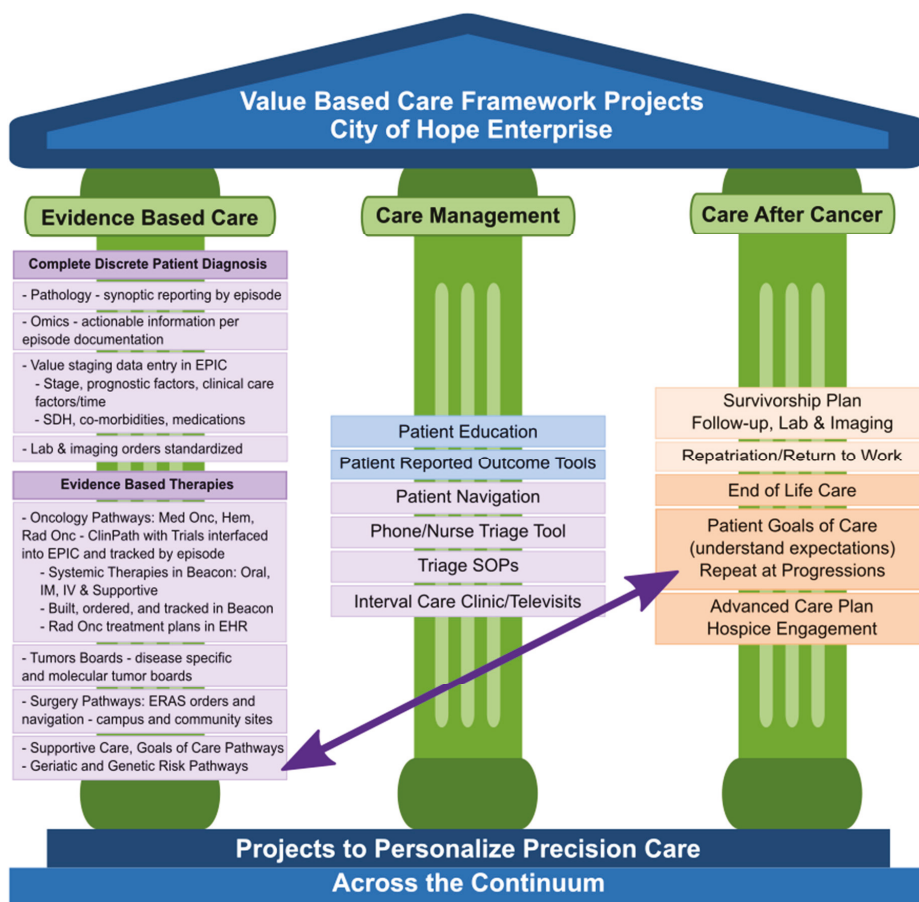 Value Based Care Framework Projects
City of Hope Enterprise
Evidence Based Care
Complete Discrete Patient Diagnosis
- Pathology - synoptic reporting by episode
- Omics - actionable information per
episode documentation
- Value staging data entry in EPIC
- Stage, prognostic factors, clinical care
factors/time
- SDH, co-morbidities, medications
- Lab & imaging orders standardized
Evidence Based Therapies
- Oncology Pathways: Med Onc, Hem,
Rad Onc - ClinPath with Trials interfaced
into EPIC and tracked by episode
- Systemic Therapies in Beacon: Oral,
IM, IV & Supportive
- Built, ordered, and tracked in Beacon
- Rad Onc treatment plans in EHR
- Tumors Boards - disease specific
and molecular tumor boards
- Surgery Pathways: ERAS orders and
navigation - campus and community sites
- Supportive Care, Goals of Care Pathways
- Geriatic and Genetic Risk Pathways
Care Management
Patient Education
Patient Reported Outcome Tools
Patient Navigation
Phone/Nurse Triage Tool
Triage SOPs
Interval Care Clinic/Televisits
Care After Cancer
Survivorship Plan
Follow-up, Lab & Imaging
Repatriation/Return to Work
End of Life Care
Patient Goals of Care
(understand expectations)
Repeat at Progressions
Advanced Care Plan
Hospice Engagement
Projects to Personalize Precision Care
Across the Continuum